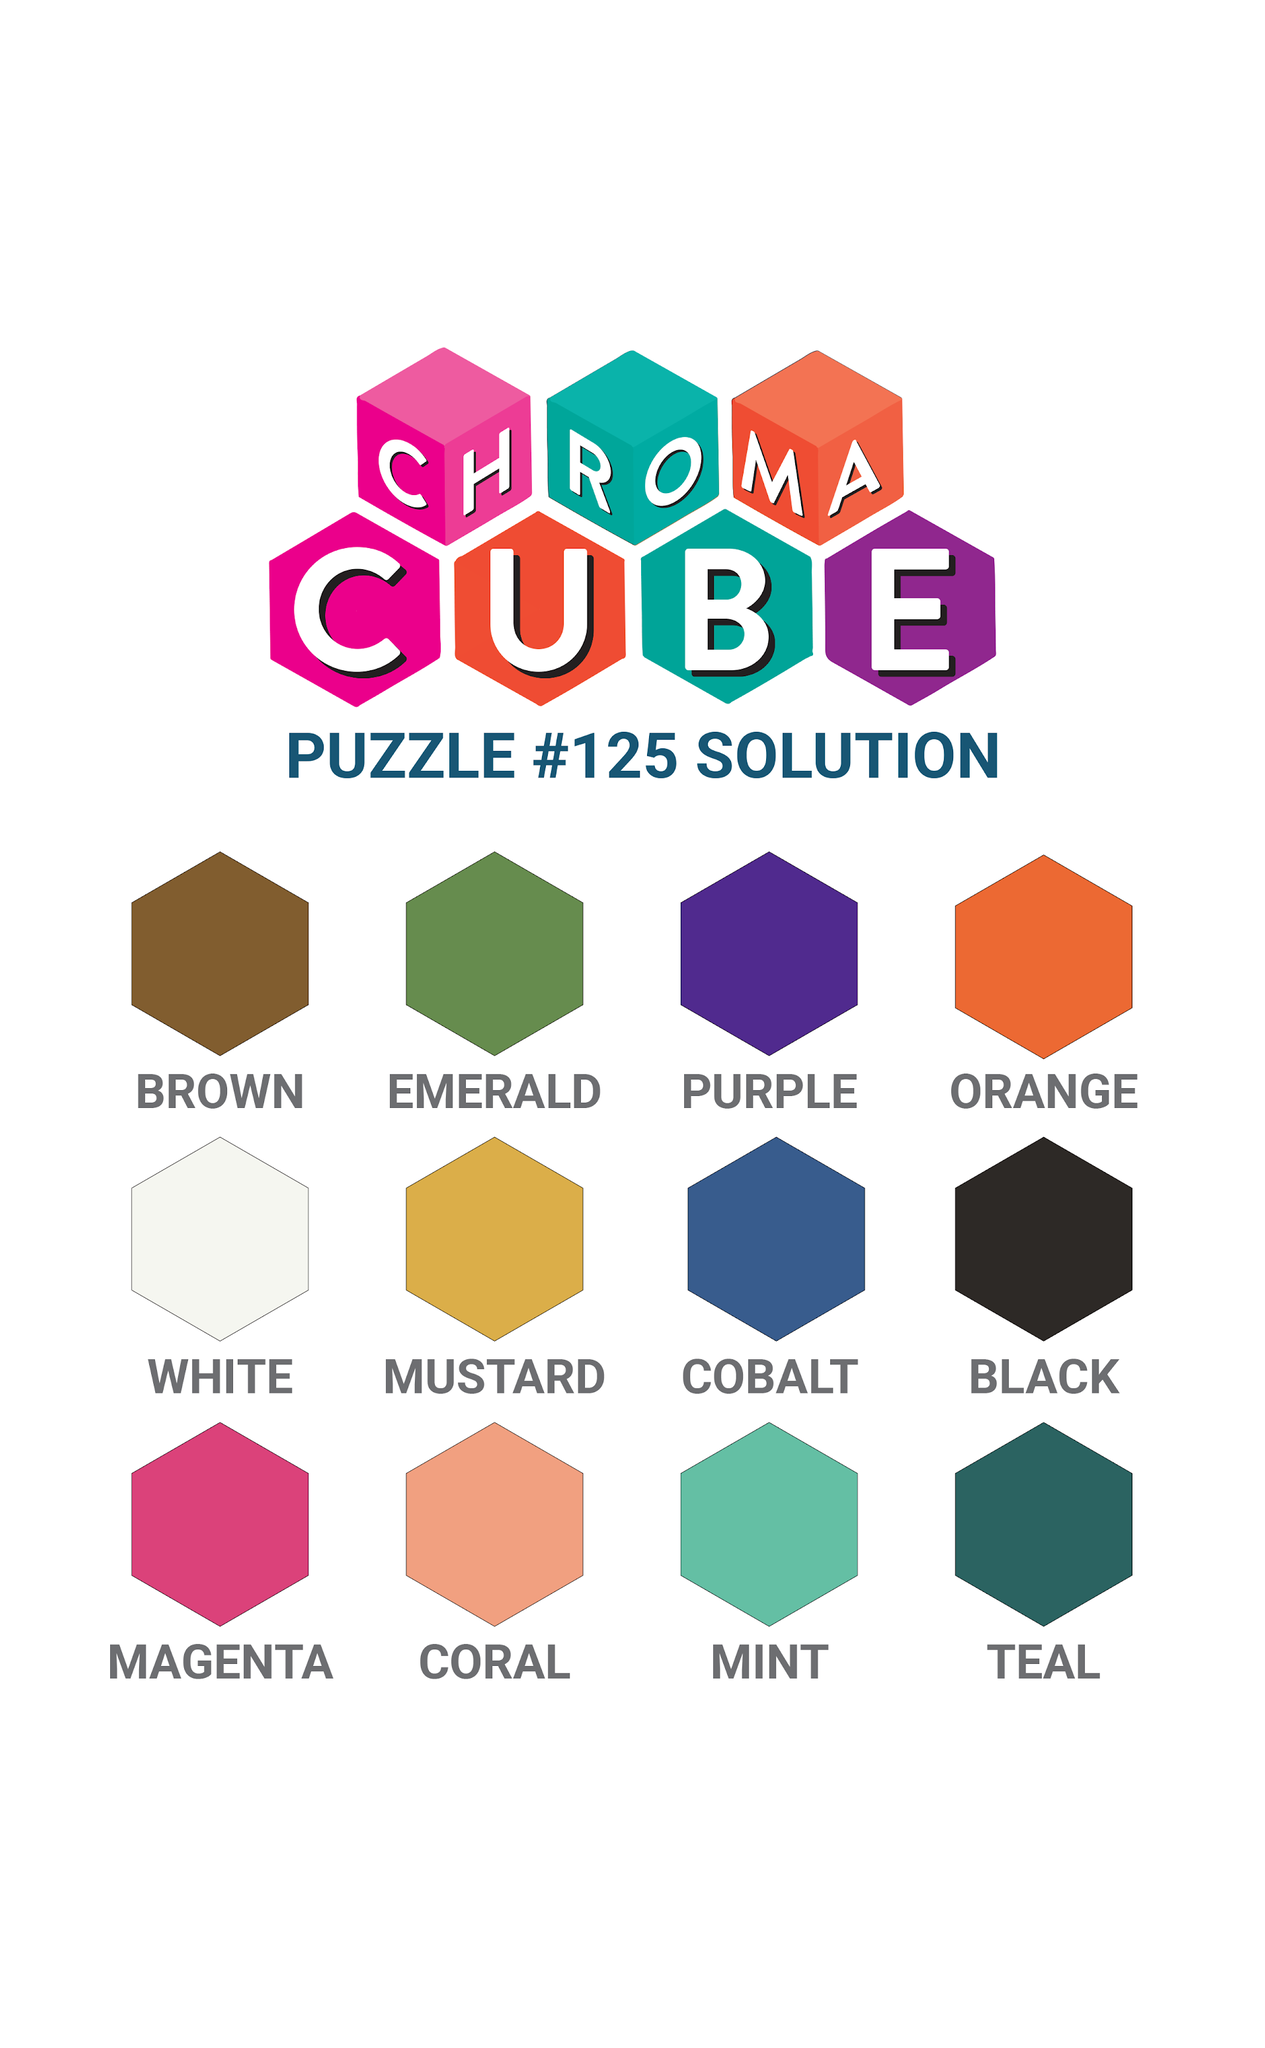 CHROMA
CUBE
PUZZLE #125 SOLUTION
BROWN EMERALD PURPLE ORANGE
WHITE MUSTARD COBALT BLACK
MAGENTA CORAL MINT TEAL